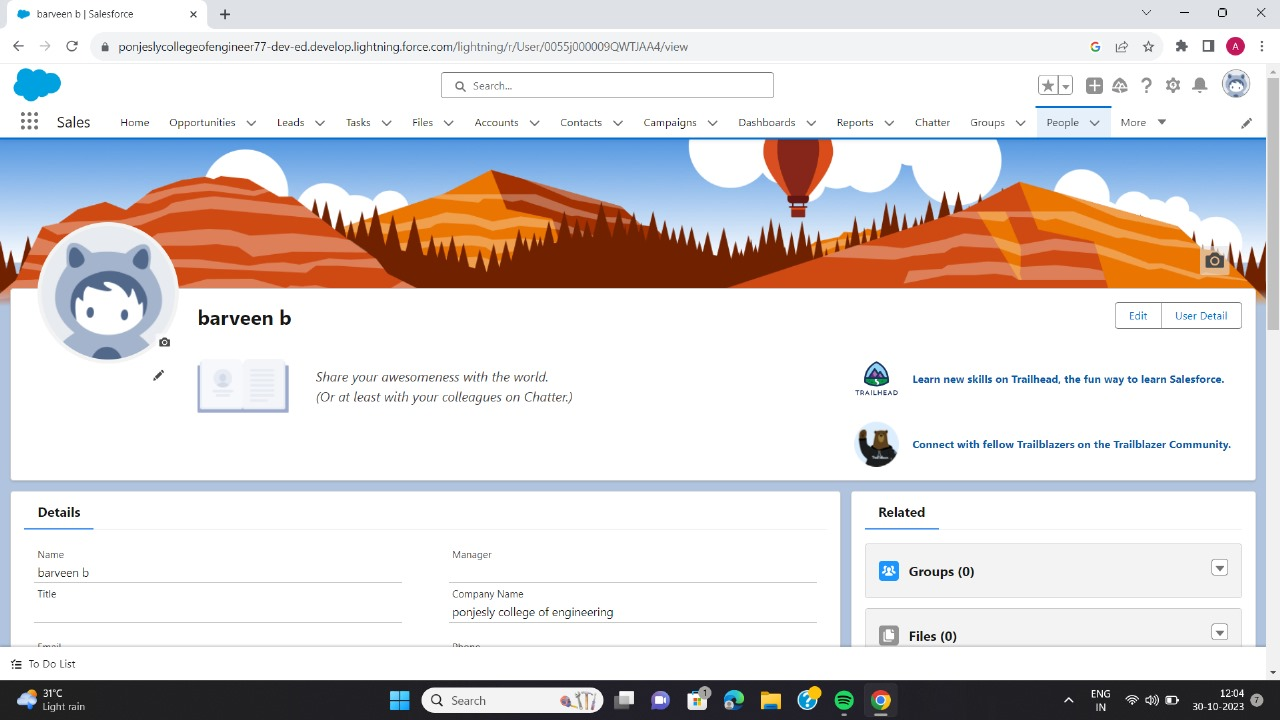 barveen b | Salesforce
ponjeslycollegeofengineer77-dev-ed.develop.lightning.force.com/lightning/r/User/0055j000009QWTJAA4/view
A
Search...
Sales Home Opportunities Leads Tasks Files Accounts Contacts Campaigns Dashboards Reports Chatter Groups People More
barveen b
Edit User Detail
Share your awesomeness with the world.
(Or at least with your colleagues on Chatter.)
TRAILHEAD
Learn new skills on Trailhead, the fun way to learn Salesforce.
Connect with fellow Trailblazers on the Trailblazer Community.
Details
Name
barveen b
Manager
Title
Company Name
ponjesly college of engineering
Email
Phone
Related
Groups (0)
Files (0)
To Do List
31°C
Light rain
Search
1
ENG
IN
12:04
30-10-2023
7